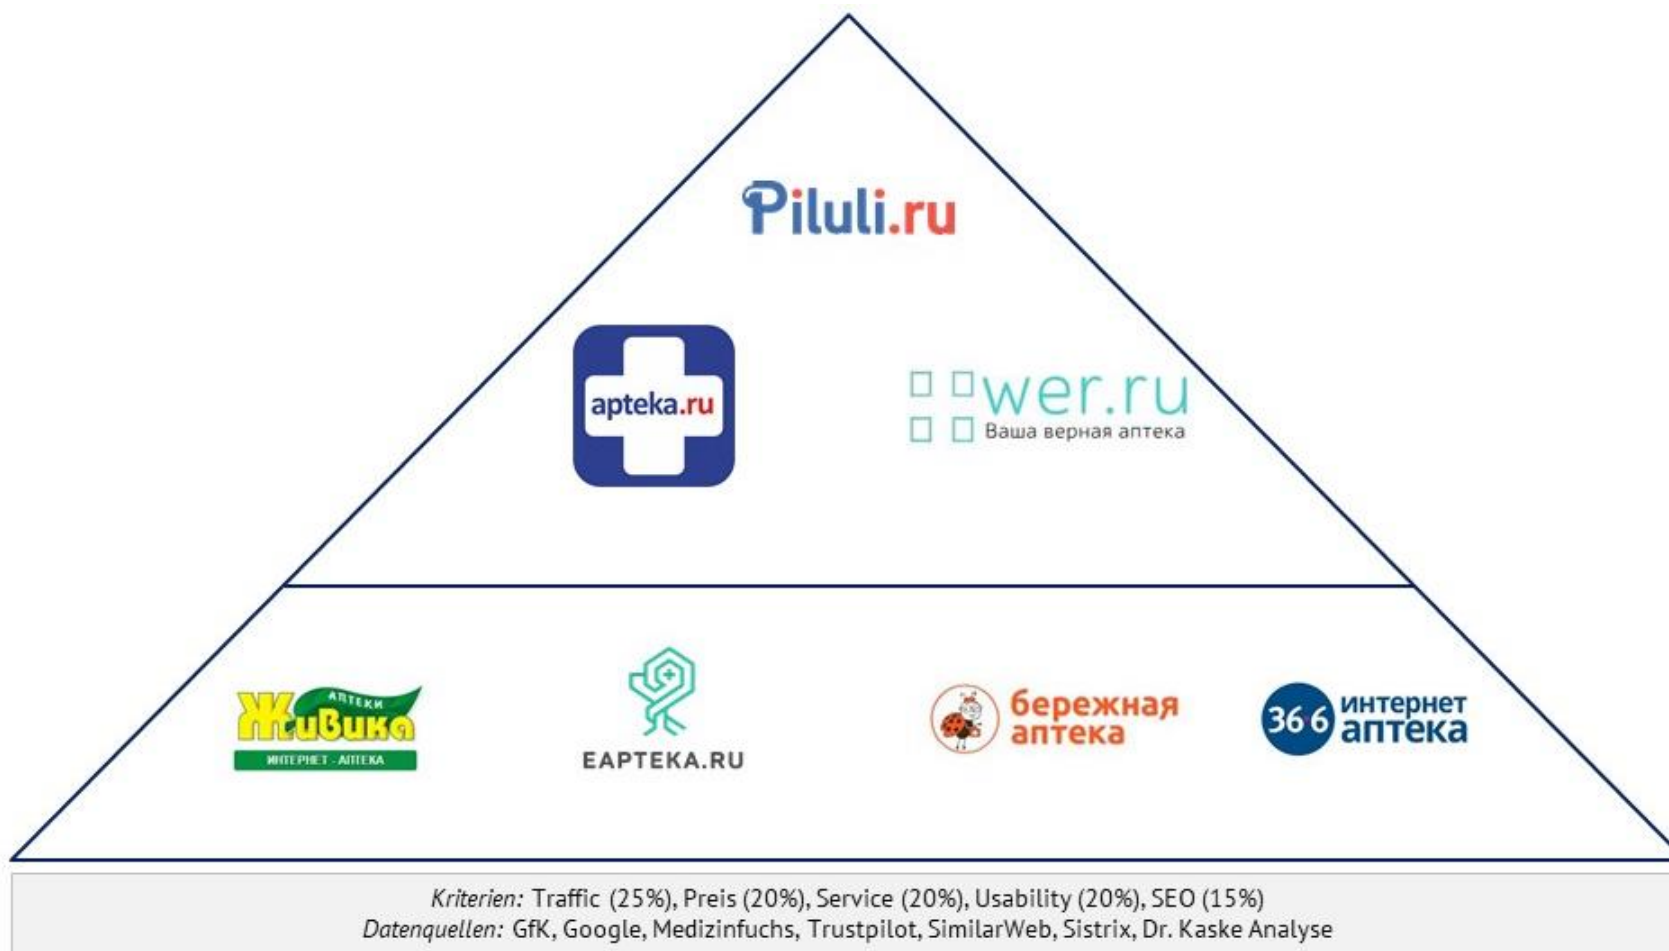 Piluli.ru
apteka.ru
wer.ru
Ваша верная аптека
АПТЕКИ
Живика
ИНТЕРНЕТ - АПТЕКА
EAPTEKA.RU
бережная
аптека
36·6 интернет
аптека
Kriterien: Traffic (25%), Preis (20%), Service (20%), Usability (20%), SEO (15%)
Datenquellen: GfK, Google, Medizinfuchs, Trustpilot, SimilarWeb, Sistrix, Dr. Kaske Analyse